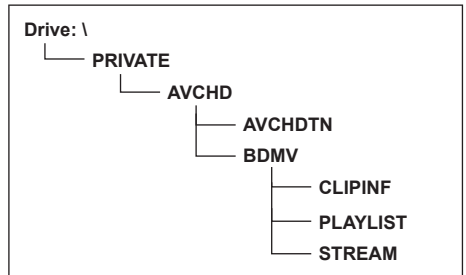 Drive: \
PRIVATE
AVCHD
AVCHDTN
BDMV
CLIPINF
PLAYLIST
STREAM